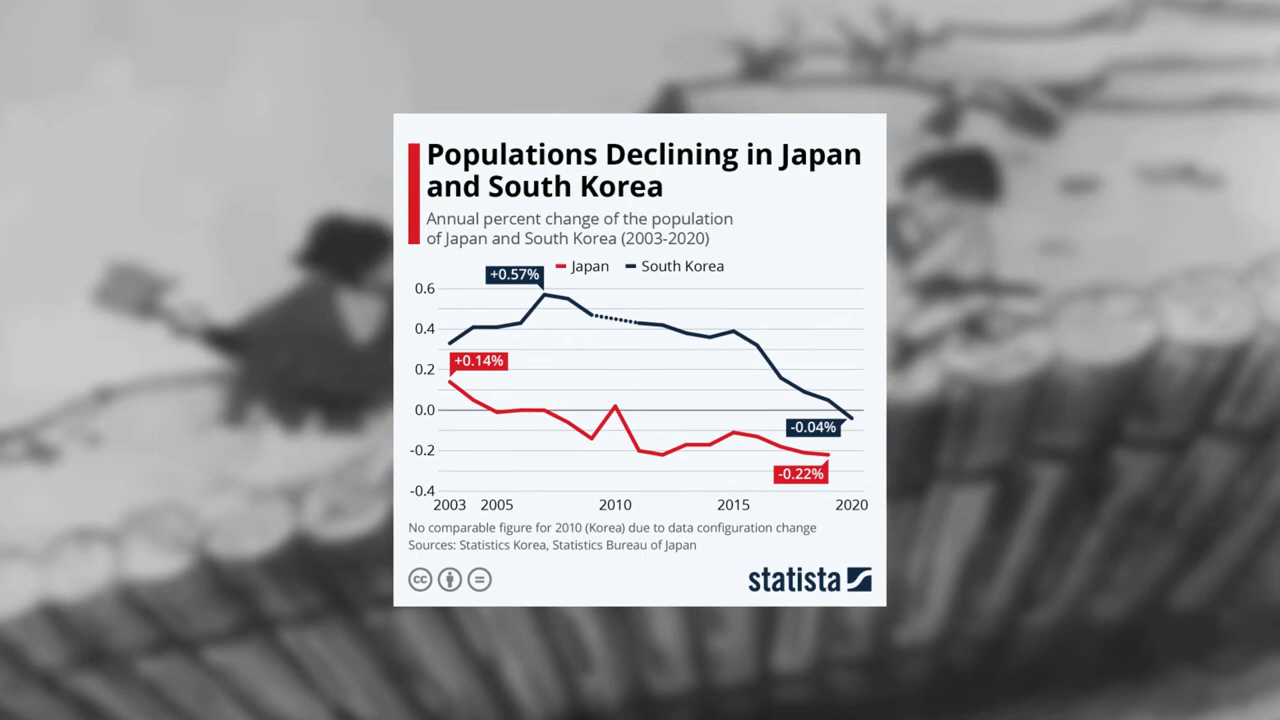 Populations Declining in Japan
and South Korea
Annual percent change of the population
of Japan and South Korea (2003-2020)
Japan South Korea
+0.57%
0.6
0.4
+0.14%
0.2
0.0
-0.04%
-0.2
-0.22%
-0.4
2003 2005 2010 2015 2020
No comparable figure for 2010 (Korea) due to data configuration change
Sources: Statistics Korea, Statistics Bureau of Japan
cc
statista